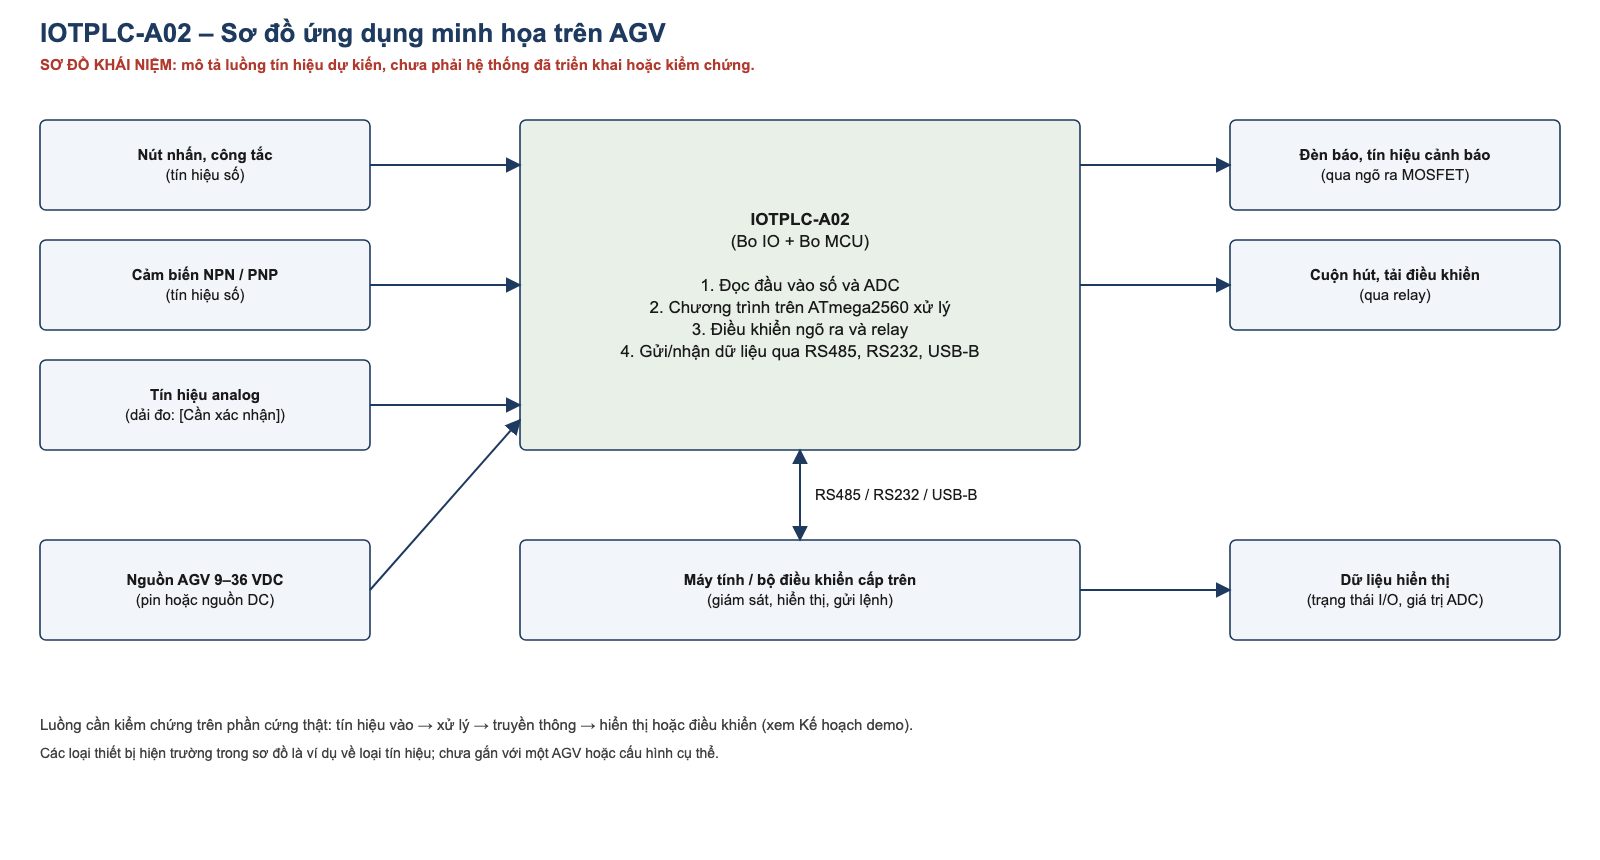 IOTPLC-A02 – Sơ đồ ứng dụng minh họa trên AGV
SƠ ĐỒ KHÁI NIỆM: mô tả luồng tín hiệu dự kiến, chưa phải hệ thống đã triển khai hoặc kiểm chứng.
Nút nhấn, công tắc
(tín hiệu số)
Cảm biến NPN / PNP
(tín hiệu số)
Tín hiệu analog
(dải đo: [Cần xác nhận])
Nguồn AGV 9–36 VDC
(pin hoặc nguồn DC)
IOTPLC-A02
(Bo IO + Bo MCU)
1. Đọc đầu vào số và ADC
2. Chương trình trên ATmega2560 xử lý
3. Điều khiển ngõ ra và relay
4. Gửi/nhận dữ liệu qua RS485, RS232, USB-B
RS485 / RS232 / USB-B
Máy tính / bộ điều khiển cấp trên
(giám sát, hiển thị, gửi lệnh)
Đèn báo, tín hiệu cảnh báo
(qua ngõ ra MOSFET)
Cuộn hút, tải điều khiển
(qua relay)
Dữ liệu hiển thị
(trạng thái I/O, giá trị ADC)
Luồng cần kiểm chứng trên phần cứng thật: tín hiệu vào → xử lý → truyền thông → hiển thị hoặc điều khiển (xem Kế hoạch demo).
Các loại thiết bị hiện trường trong sơ đồ là ví dụ về loại tín hiệu; chưa gắn với một AGV hoặc cấu hình cụ thể.